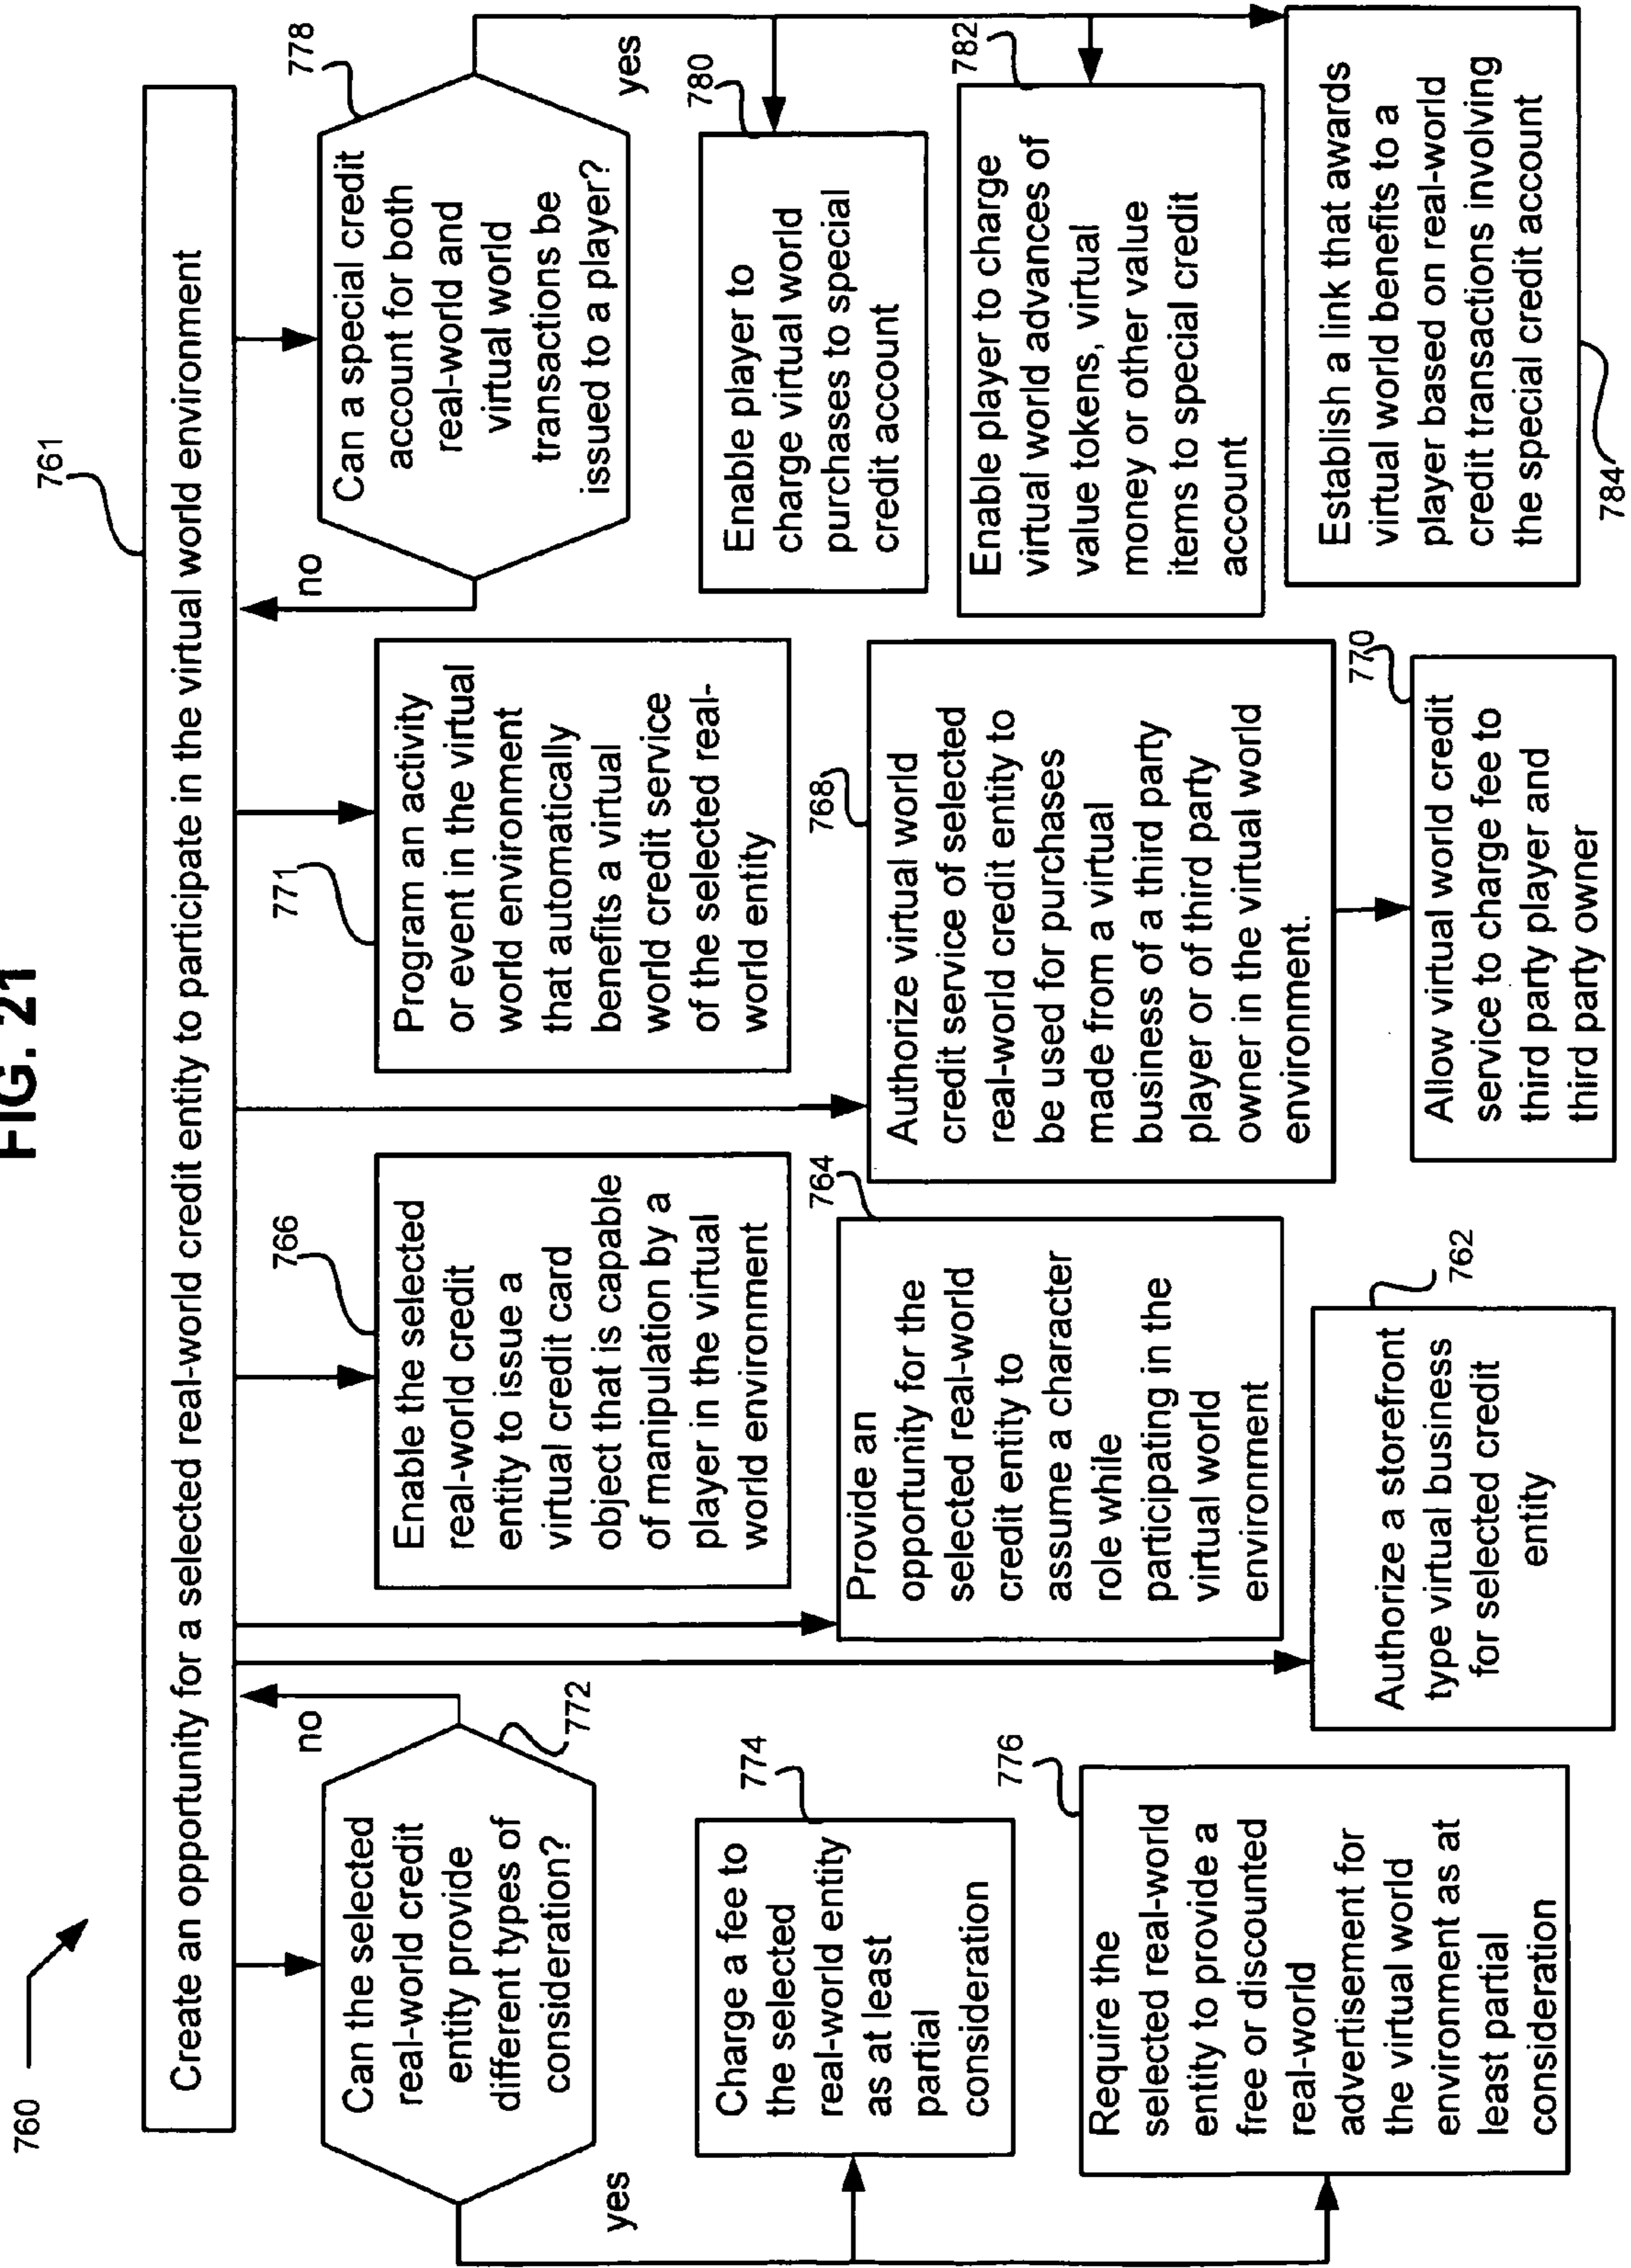 FIG. 21
760
761
Create an opportunity for a selected real-world credit entity to participate in the virtual world environment
772
Can the selected
real-world credit
entity provide
different types of
consideration?
no
yes
774
Charge a fee to
the selected
real-world entity
as at least
partial
consideration
776
Require the
selected real-world
entity to provide a
free or discounted
real-world
advertisement for
the virtual world
environment as at
least partial
consideration
766
Enable the selected
real-world credit
entity to issue a
virtual credit card
object that is capable
of manipulation by a
player in the virtual
world environment
764
Provide an
opportunity for the
selected real-world
credit entity to
assume a character
role while
participating in the
virtual world
environment
762
Authorize a storefront
type virtual business
for selected credit
entity
771
Program an activity
or event in the virtual
world environment
that automatically
benefits a virtual
world credit service
of the selected real-
world entity
768
Authorize virtual world
credit service of selected
real-world credit entity to
be used for purchases
made from a virtual
business of a third party
player or of third party
owner in the virtual world
environment.
770
Allow virtual world credit
service to charge fee to
third party player and
third party owner
778
Can a special credit
account for both
real-world and
virtual world
transactions be
issued to a player?
no
yes
780
Enable player to
charge virtual world
purchases to special
credit account
782
Enable player to charge
virtual world advances of
value tokens, virtual
money or other value
items to special credit
account
Establish a link that awards
virtual world benefits to a
player based on real-world
credit transactions involving
the special credit account
784